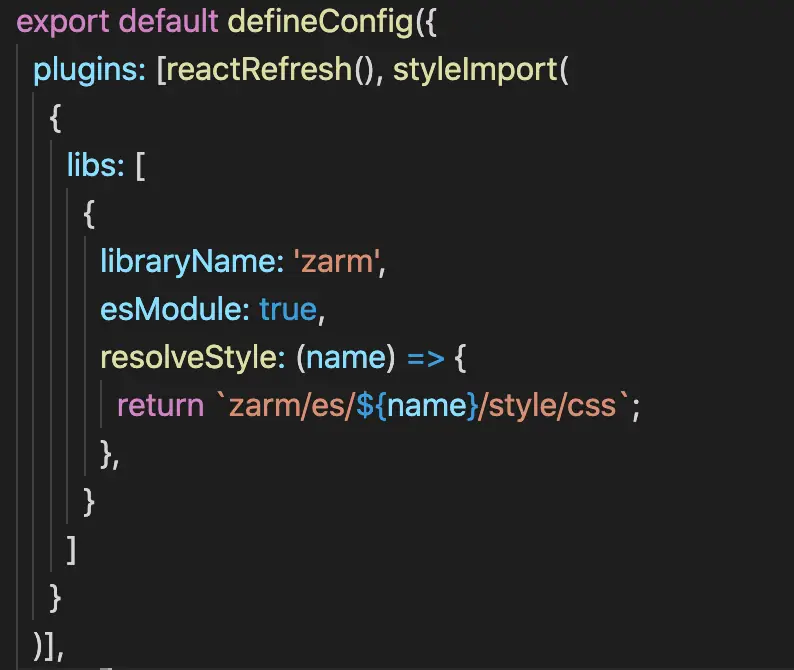 export default defineConfig({
plugins: [reactRefresh(), styleImport(
{
libs: [
{
libraryName: 'zarm',
esModule: true,
resolveStyle: (name) => {
return `zarm/es/${name}/style/css`;
},
}
]
}
)],